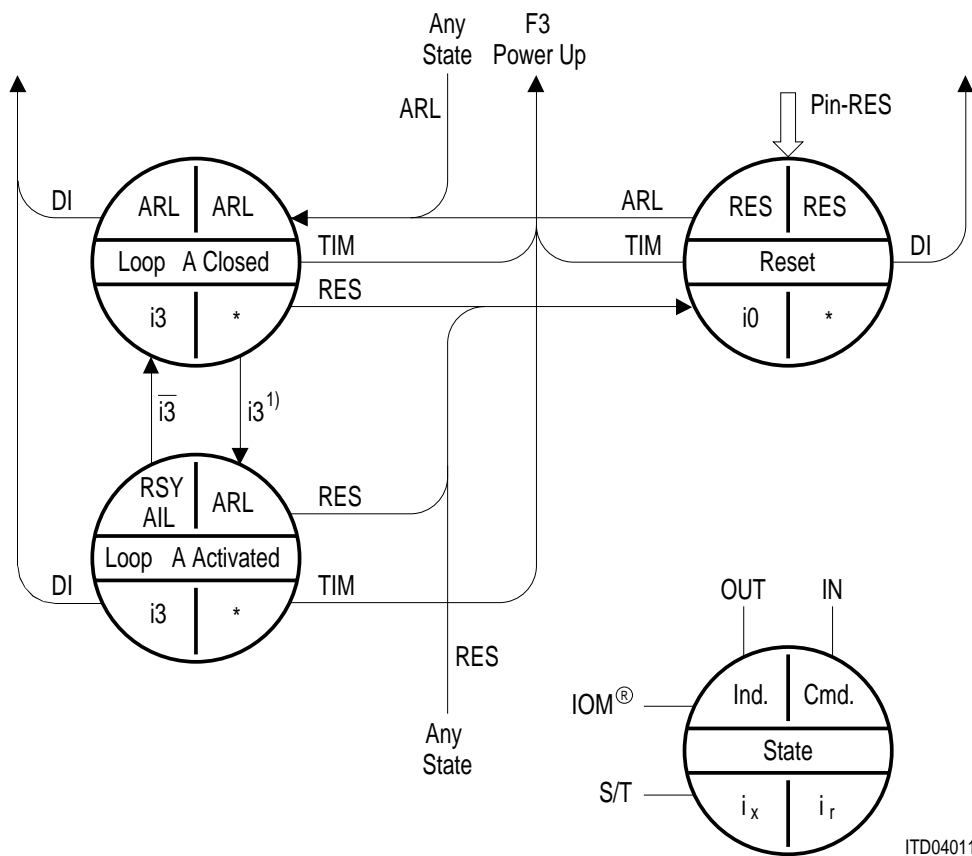 Any
State
F3
Power Up
ARL
Pin-RES
DI
ARL ARL
ARL
RES RES
Loop A Closed
TIM
TIM
Reset
DI
RES
i3 *
i0 *
i3̅
i3 1)
RSY
AIL
ARL
RES
Loop A Activated
DI
TIM
i3 *
OUT IN
RES
IOM®
Ind. Cmd.
Any
State
State
S/T
i x i r
ITD04011